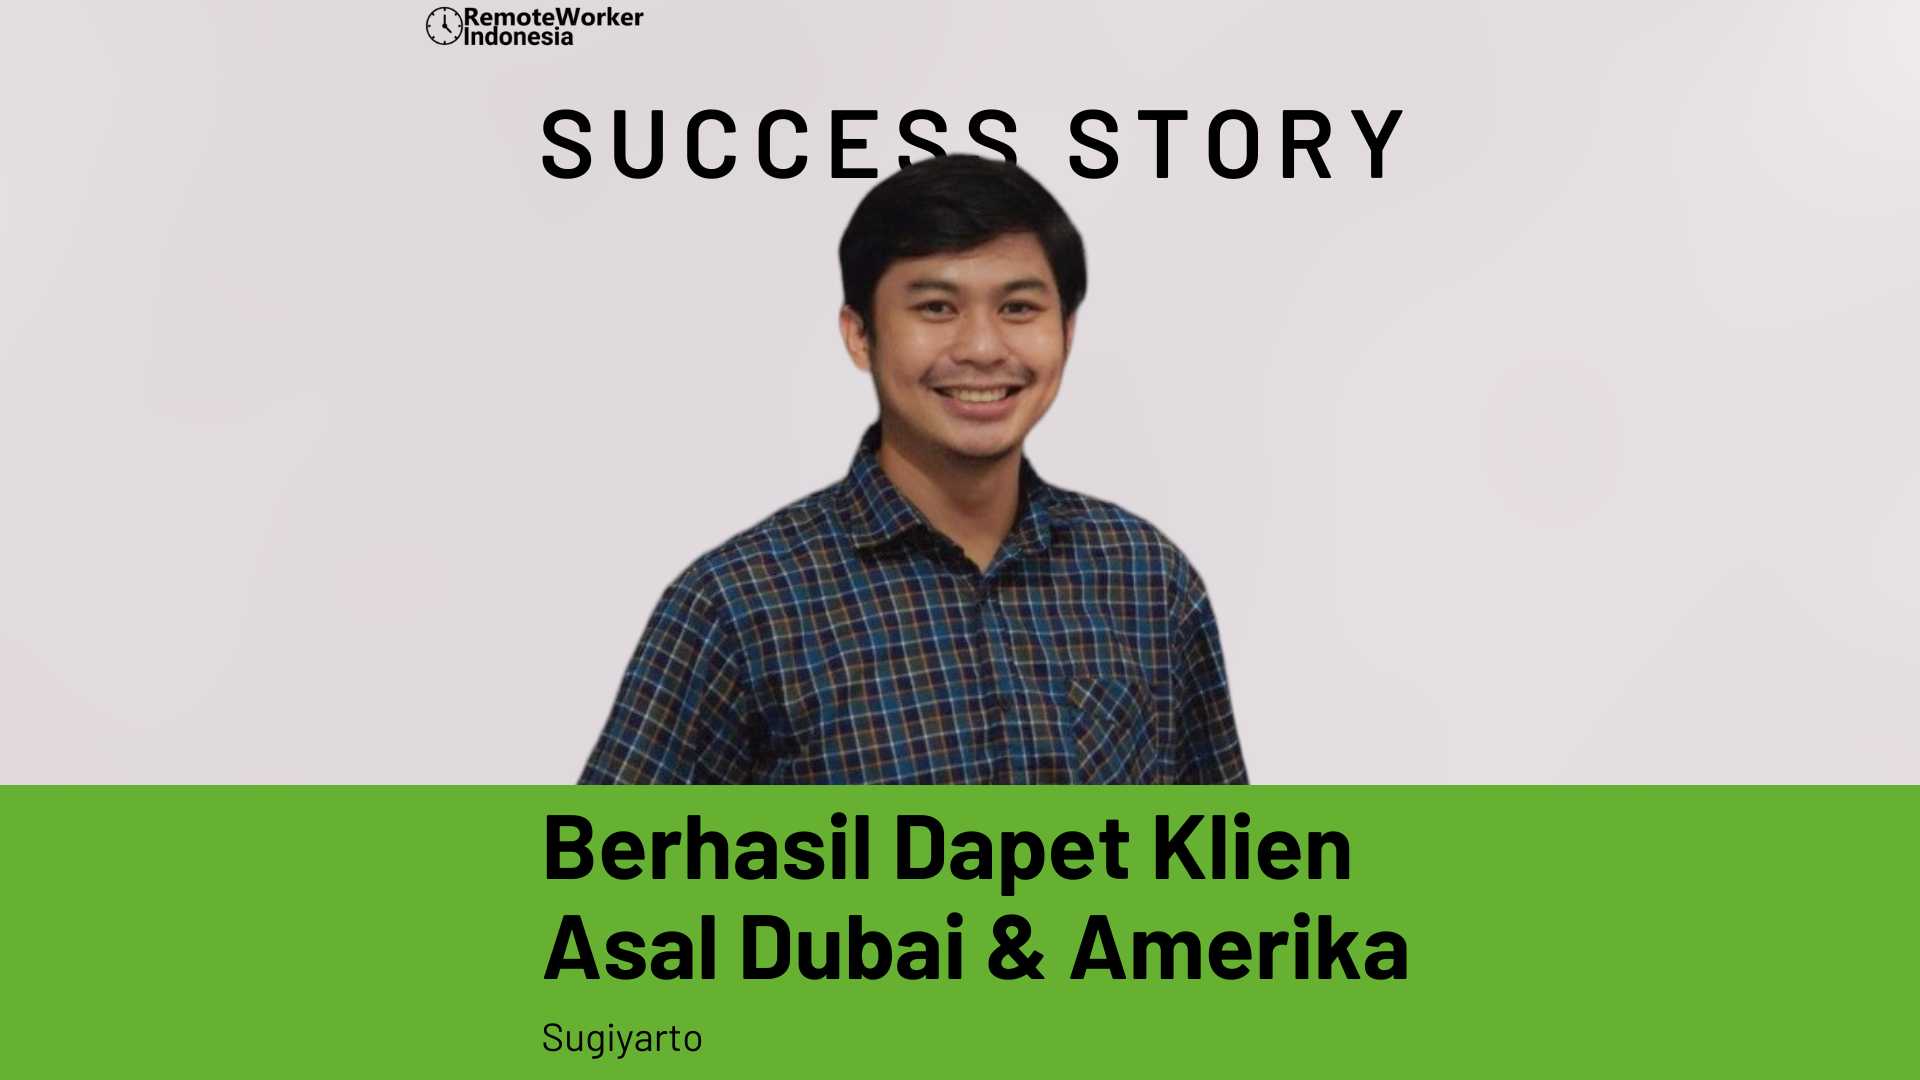 RemoteWorker
Indonesia
SUCCESS STORY
Berhasil Dapet Klien
Asal Dubai & Amerika
Sugiyarto